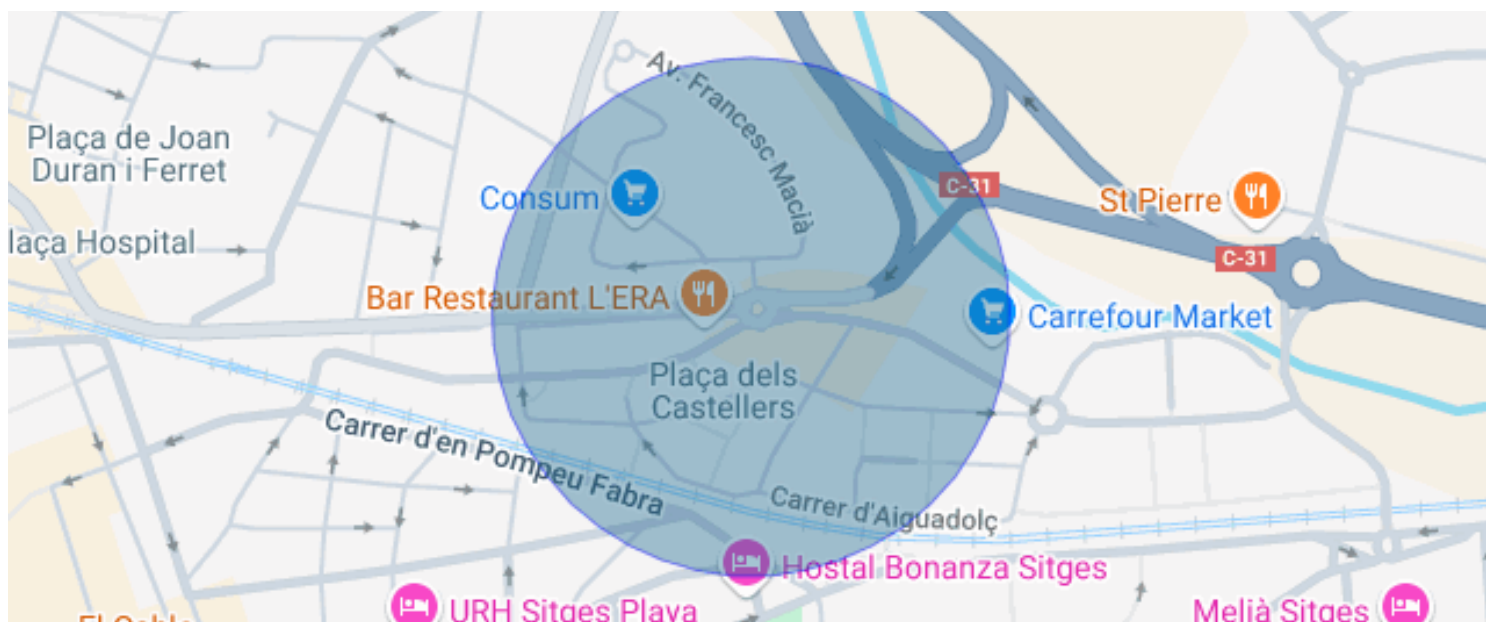 Av. Francesc Macià
Plaça de Joan
Duran i Ferret
Consum
C-31
St Pierre
laça Hospital
C-31
Bar Restaurant L'ERA
Carrefour Market
Plaça dels
Castellers
Carrer d'en Pompeu Fabra
Carrer d'Aiguadolç
Hostal Bonanza Sitges
URH Sitges Playa
Melià Sitges